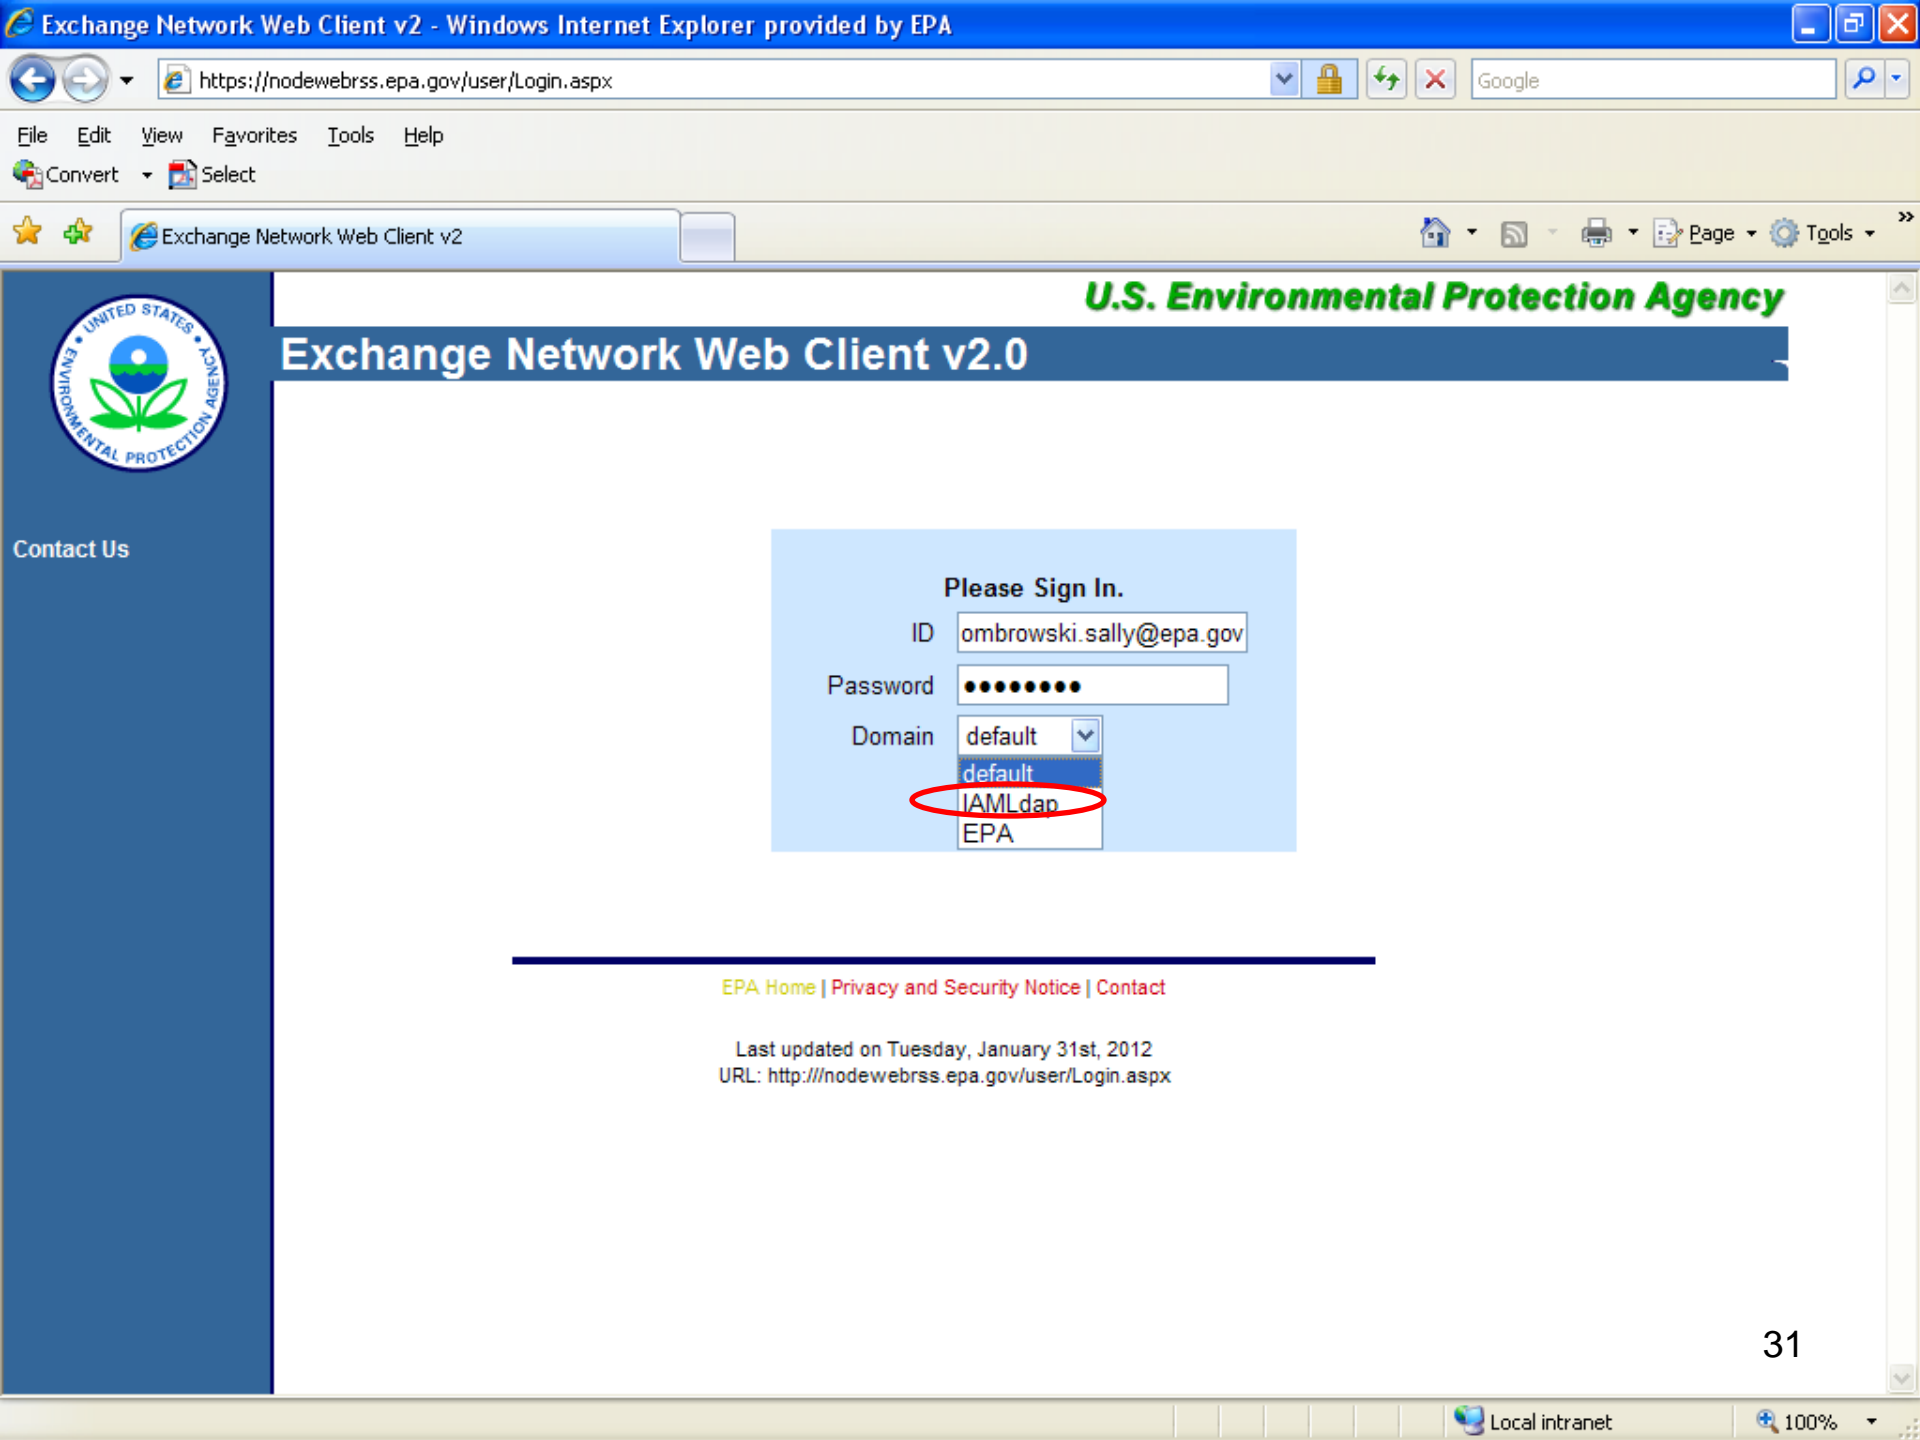 Exchange Network Web Client v2 - Windows Internet Explorer provided by EPA
https://nodewebrss.epa.gov/user/Login.aspx
Google
File Edit View Favorites Tools Help
Convert Select
Exchange Network Web Client v2
Page Tools »
UNITED STATES
ENVIRONMENTAL PROTECTION AGENCY
U.S. Environmental Protection Agency
Exchange Network Web Client v2.0
Contact Us
Please Sign In.
ID ombrowski.sally@epa.gov
Password ••••••••
Domain default
default
IAMLdap
EPA
EPA Home | Privacy and Security Notice | Contact
Last updated on Tuesday, January 31st, 2012
URL: http:///nodewebrss.epa.gov/user/Login.aspx
31
Local intranet
100%